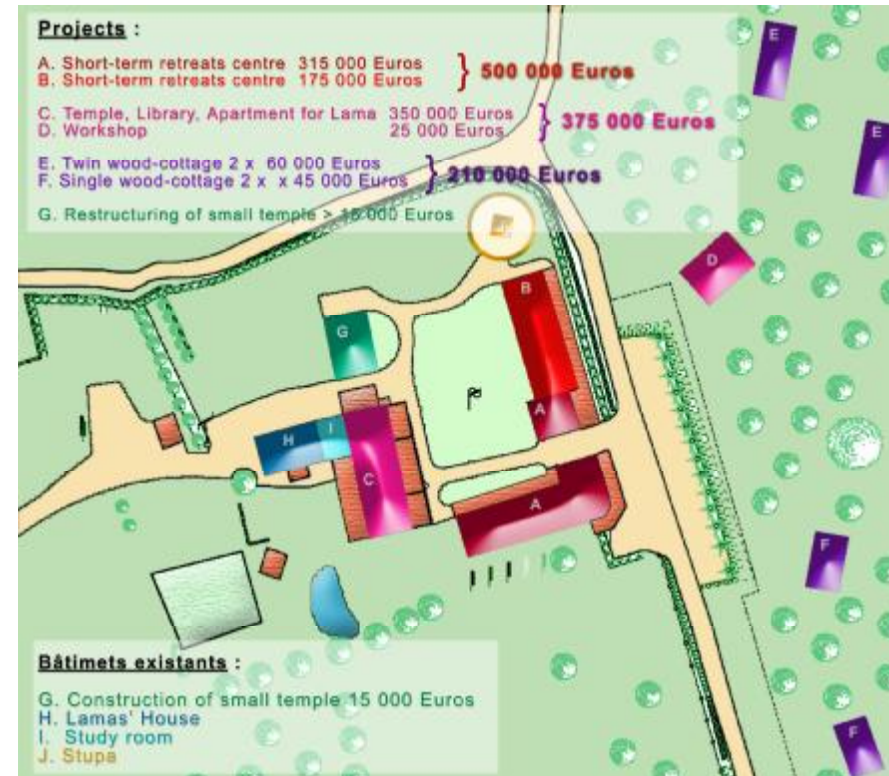 Projects :
A. Short-term retreats centre 315 000 Euros
B. Short-term retreats centre 175 000 Euros
} 500 000 Euros
C. Temple, Library, Apartment for Lama 350 000 Euros
D. Workshop 25 000 Euros
} 375 000 Euros
E. Twin wood-cottage 2 x 60 000 Euros
F. Single wood-cottage 2 x x 45 000 Euros
} 210 000 Euros
G. Restructuring of small temple > 15 000 Euros
E
E
D
B
G
A
I
H
C
A
F
F
Bâtimets existants :
G. Construction of small temple 15 000 Euros
H. Lamas' House
I. Study room
J. Stupa